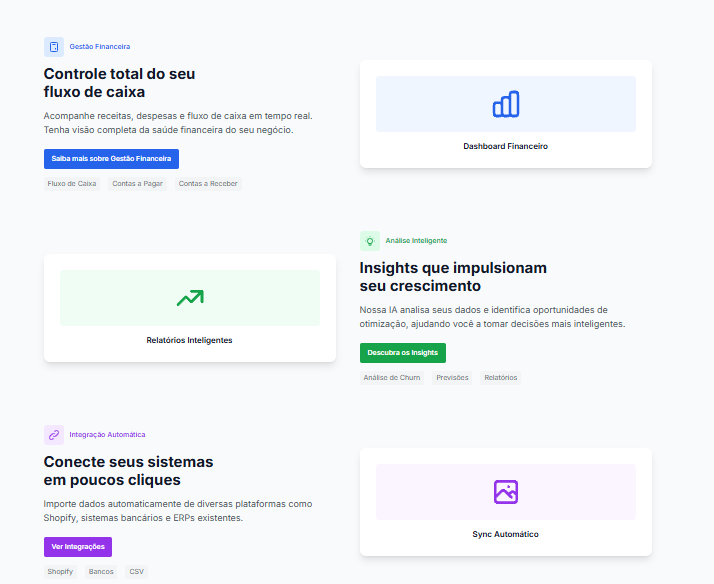 Gestão Financeira
Controle total do seu
fluxo de caixa
Acompanhe receitas, despesas e fluxo de caixa em tempo real.
Tenha visão completa da saúde financeira do seu negócio.
Saiba mais sobre Gestão Financeira
Fluxo de Caixa Contas a Pagar Contas a Receber
Dashboard Financeiro
Relatórios Inteligentes
Análise Inteligente
Insights que impulsionam
seu crescimento
Nossa IA analisa seus dados e identifica oportunidades de
otimização, ajudando você a tomar decisões mais inteligentes.
Descubra os Insights
Análise de Churn Previsões Relatórios
Integração Automática
Conecte seus sistemas
em poucos cliques
Importe dados automaticamente de diversas plataformas como
Shopify, sistemas bancários e ERPs existentes.
Ver Integrações
Shopify Bancos CSV
Sync Automático